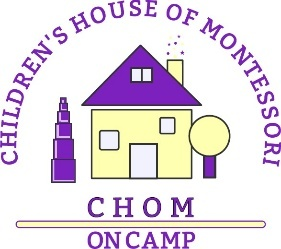 CHILDREN'S HOUSE OF MONTESSORI
CHOM
ON CAMP